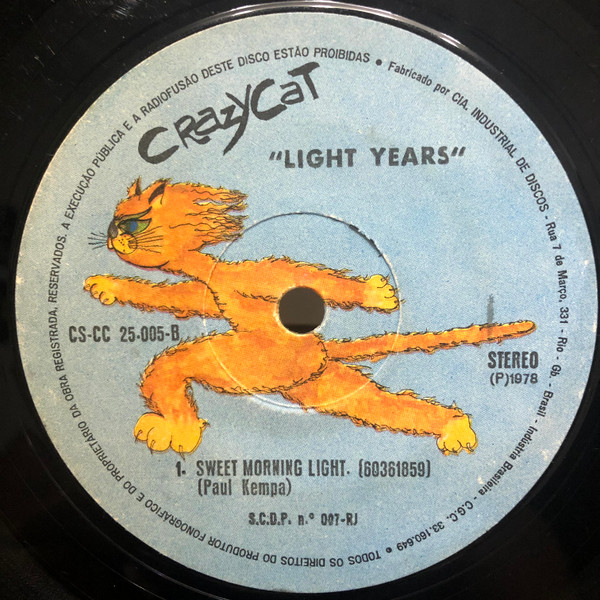 CRazyCaT
"LIGHT YEARS"
CS-CC 25.005-B
STEREO
(P)1978
1. SWEET MORNING LIGHT. (60361859)
(Paul Kempa)
S.C.D.P. n.º 007-RJ
● TODOS OS DIREITOS DO PRODUTOR FONOGRÁFICO E DO PROPRIETÁRIO DA OBRA REGISTRADA, RESERVADOS. A EXECUÇÃO PÚBLICA E A RADIOFUSÃO DESTE DISCO ESTÃO PROIBIDAS ● Fabricado por CIA. INDUSTRIAL DE DISCOS - Rua 7 de Março, 331 - Rio - Gb. - Brasil - Indústria Brasileira - C.G.C. 33.160.649